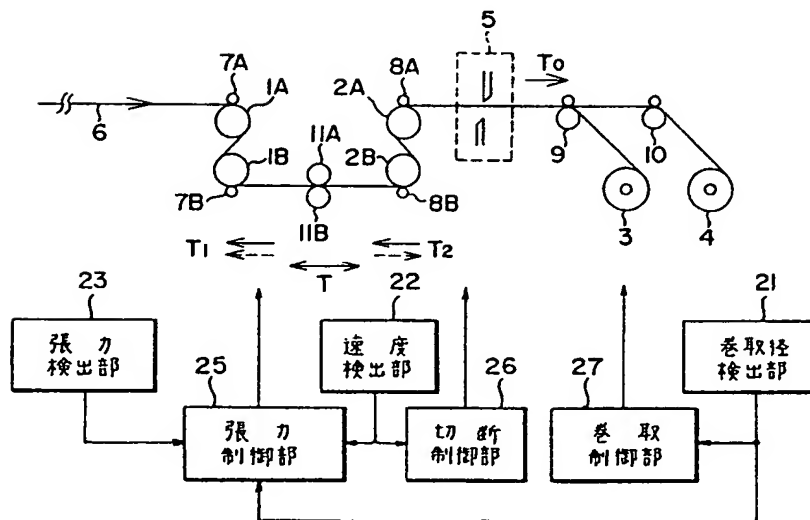 5
7A
1A
2A
8A
To
6
11A
1B
2B
9
10
7B
11B
8B
3
4
T1
T2
T
23
22
21
張力
検出部
25
速度
検出部
26
27
巻取径
検出部
張力
制御部
切断
制御部
巻取
制御部